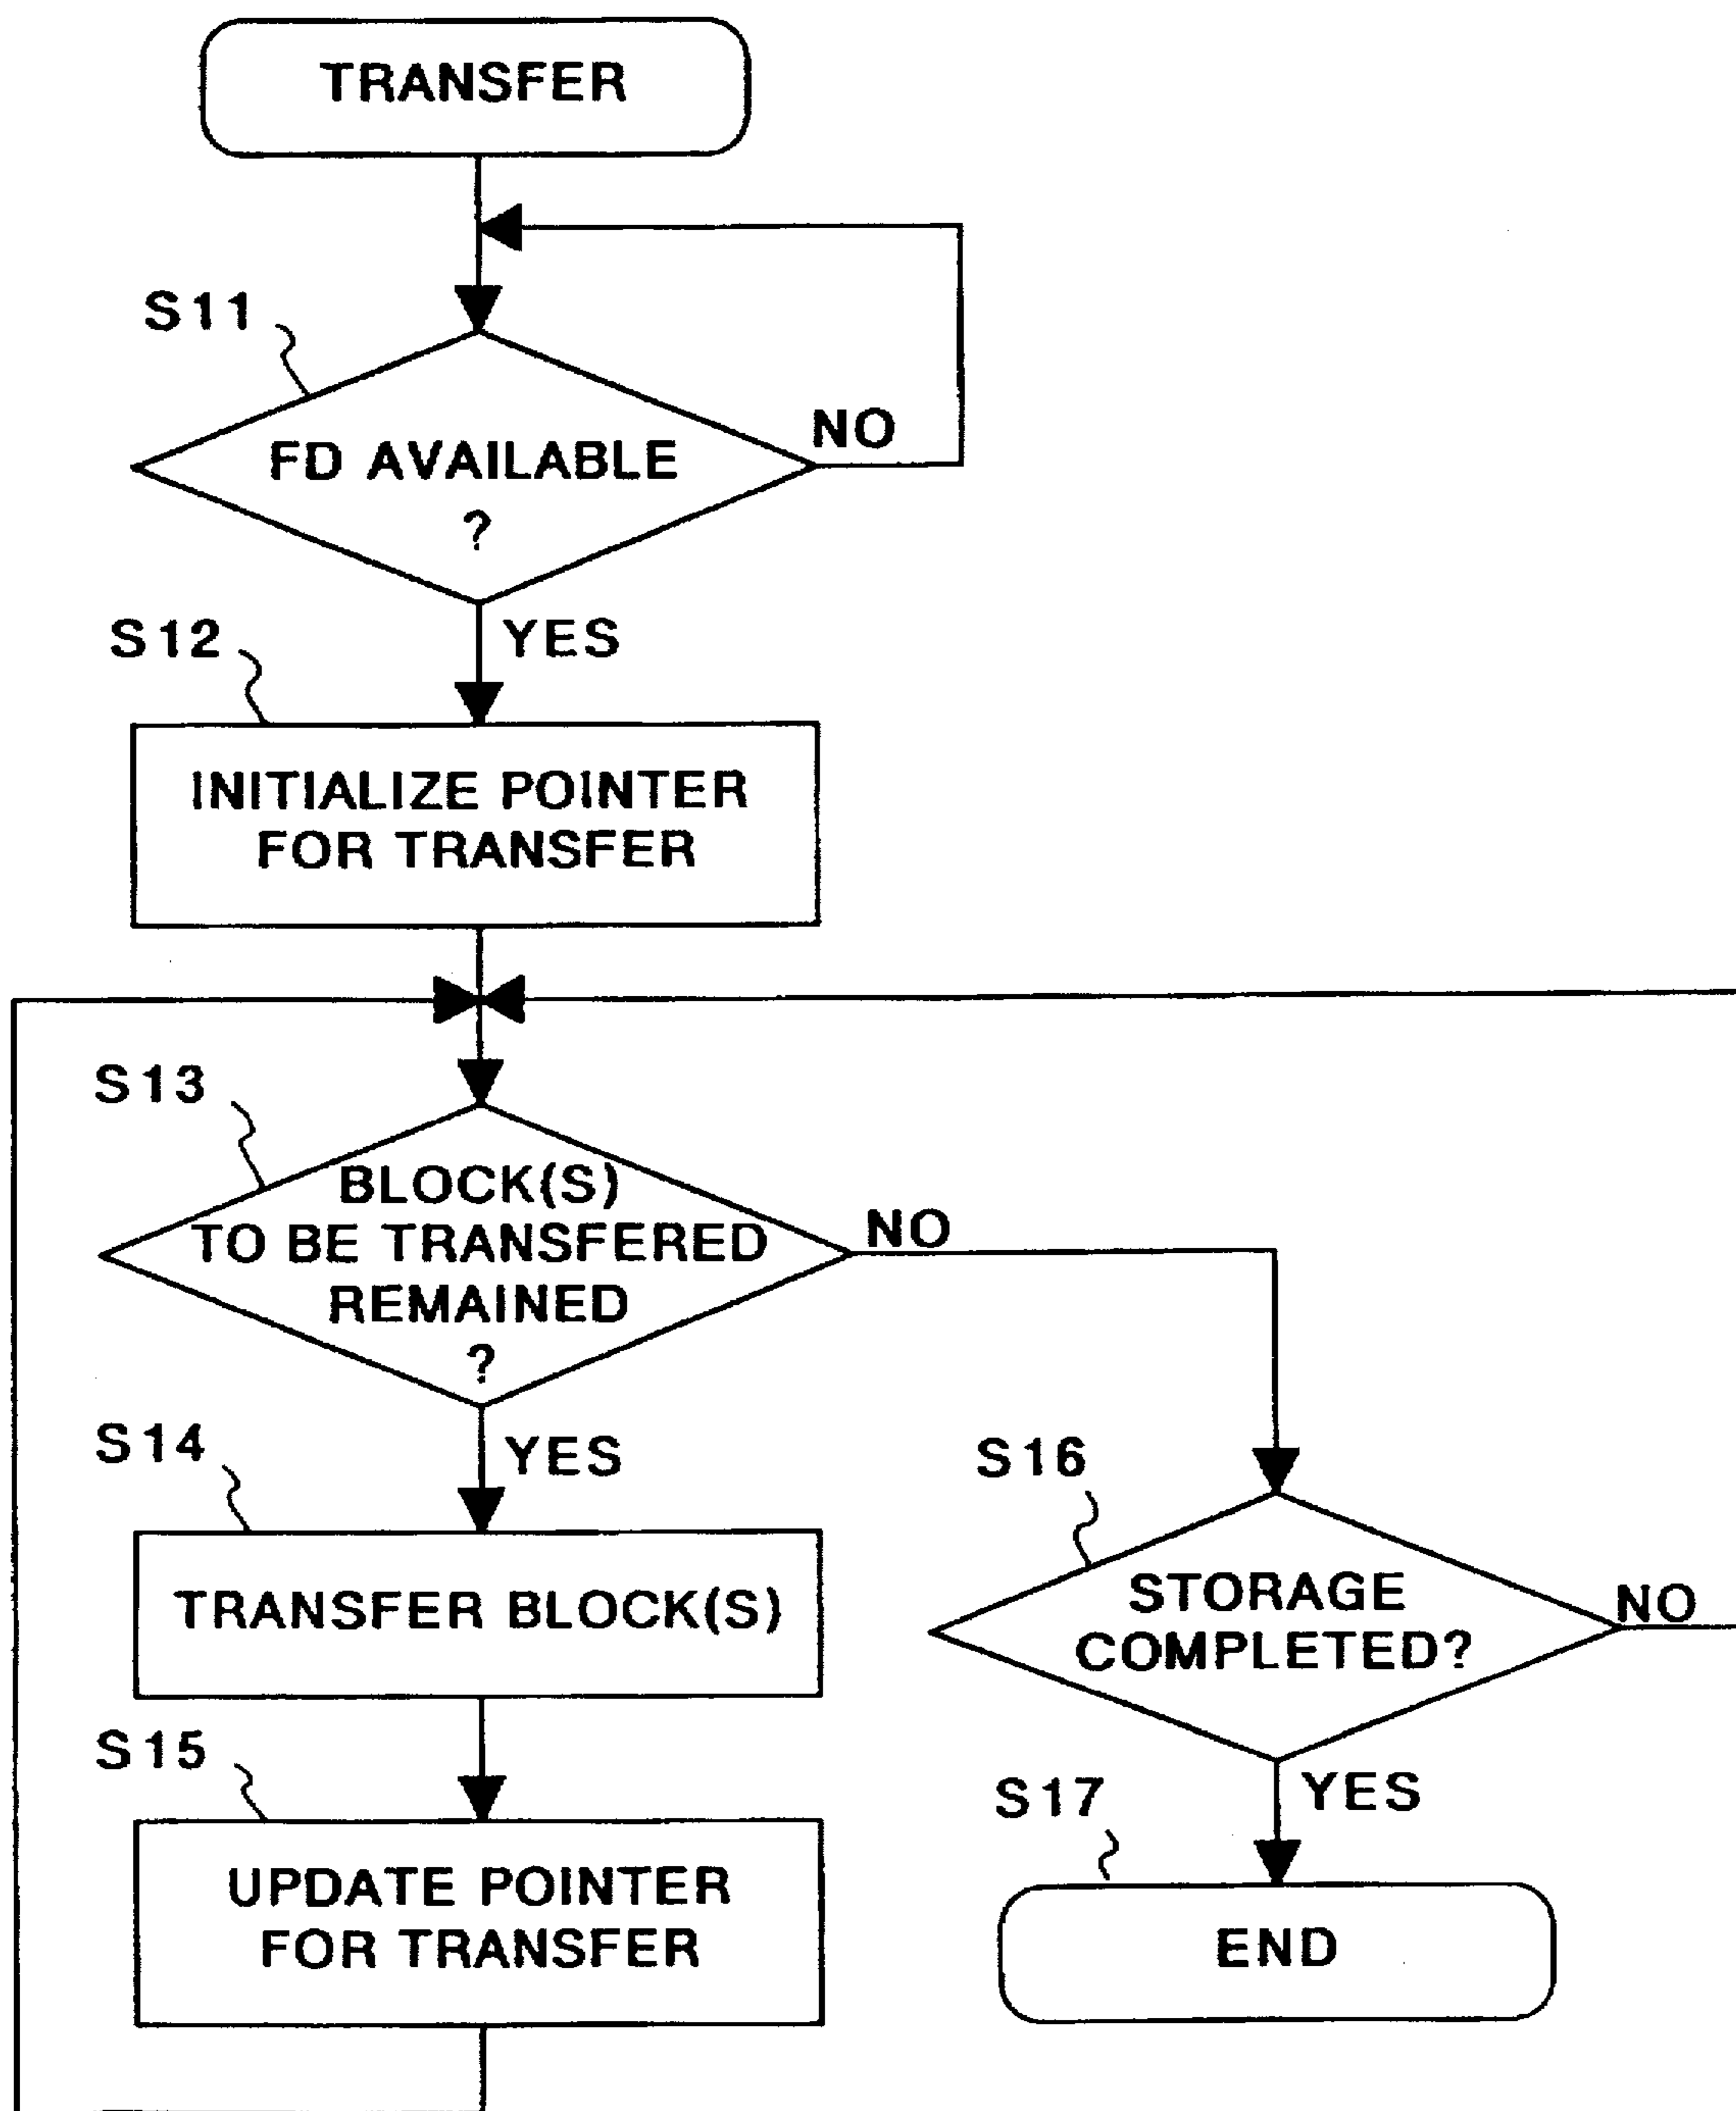 TRANSFER
S11
FD AVAILABLE
?
NO
YES
S12
INITIALIZE POINTER
FOR TRANSFER
S13
BLOCK(S)
TO BE TRANSFERED
REMAINED
?
NO
YES
S14
TRANSFER BLOCK(S)
S15
UPDATE POINTER
FOR TRANSFER
S16
STORAGE
COMPLETED?
NO
YES
S17
END